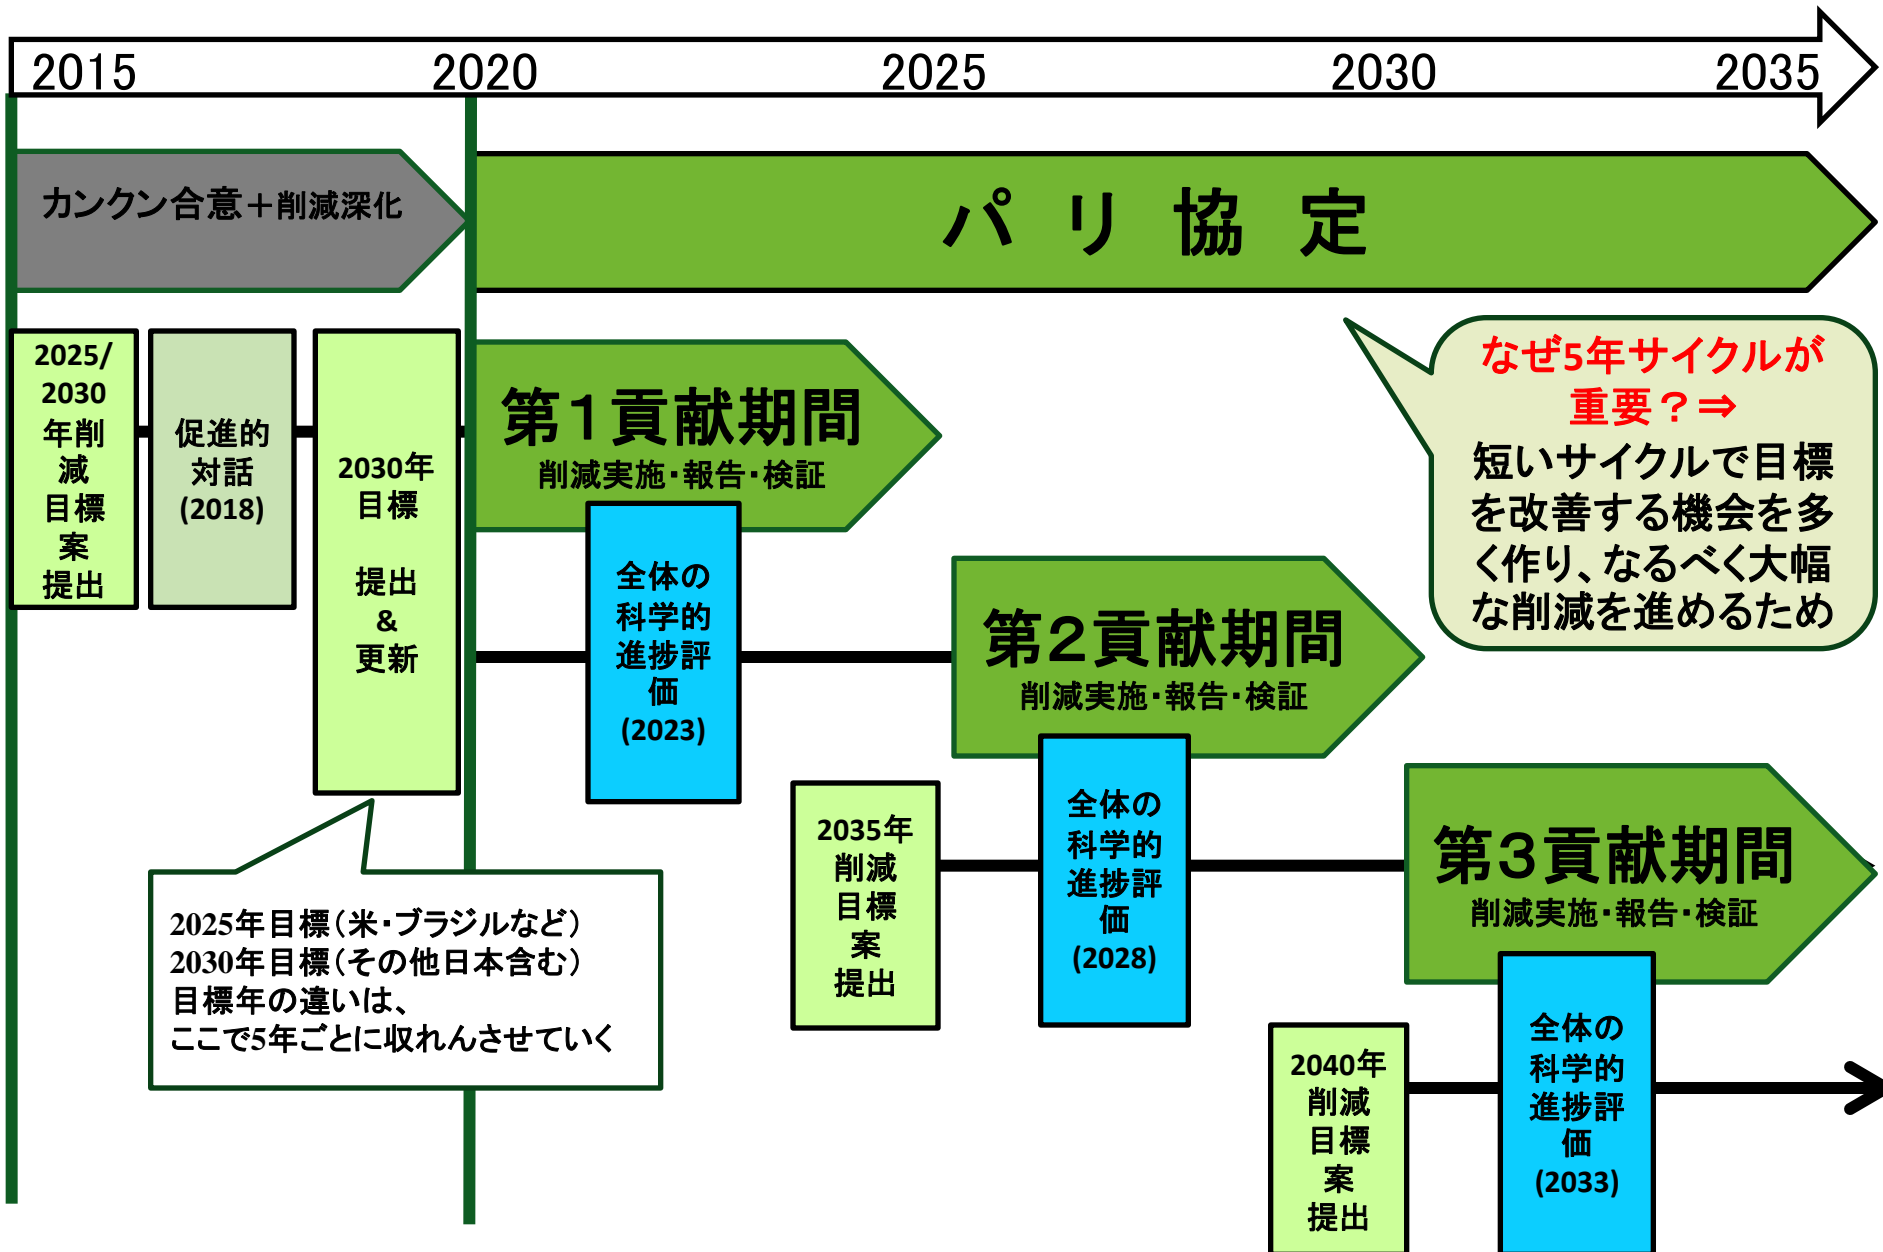 2015
2020
2025
2030
2035
カンクン合意＋削減深化
パリ協定
2025/
2030
年削
減
目標
案
提出
促進的
対話
(2018)
2030年
目標
提出
&
更新
第１貢献期間
削減実施・報告・検証
全体の
科学的
進捗評
価
(2023)
なぜ5年サイクルが
重要？⇒
短いサイクルで目標
を改善する機会を多
く作り、なるべく大幅
な削減を進めるため
第２貢献期間
削減実施・報告・検証
2035年
削減
目標
案
提出
全体の
科学的
進捗評
価
(2028)
第３貢献期間
削減実施・報告・検証
2025年目標（米・ブラジルなど）
2030年目標（その他日本含む）
目標年の違いは、
ここで5年ごとに収れんさせていく
2040年
削減
目標
案
提出
全体の
科学的
進捗評
価
(2033)